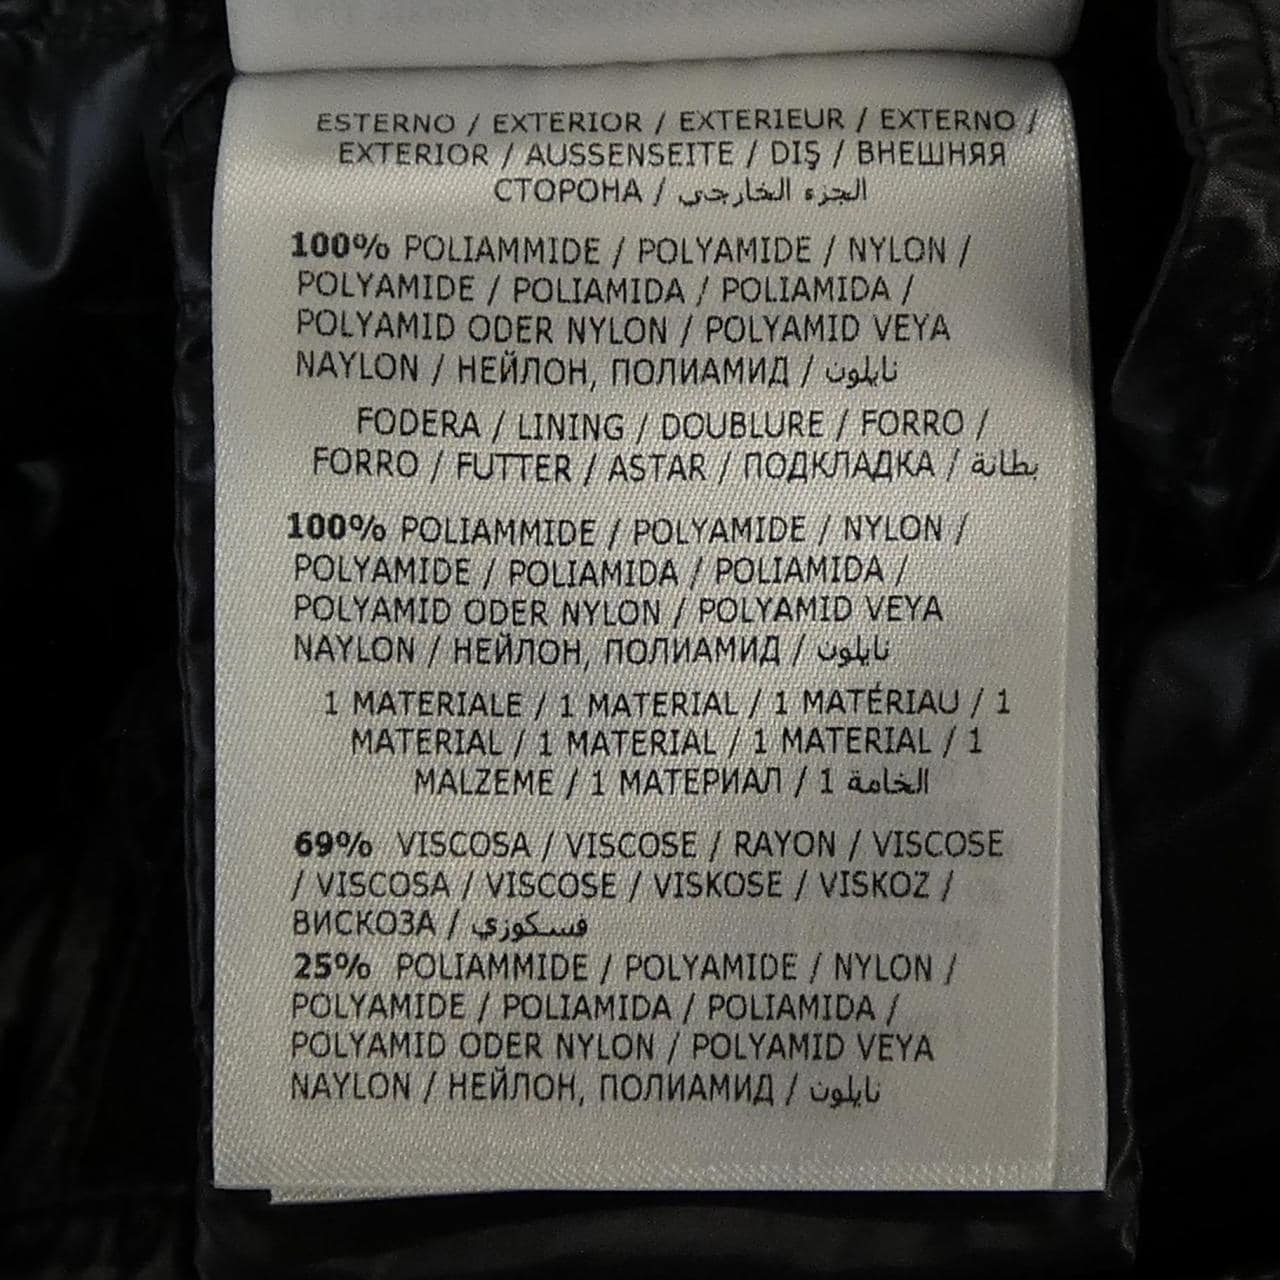 ESTERNO / EXTERIOR / EXTERIEUR / EXTERNO /
EXTERIOR / AUSSENSEITE / DIŞ / ВНЕШНЯЯ
СТОРОНА / الجزء الخارجي
100% POLIAMMIDE / POLYAMIDE / NYLON /
POLYAMIDE / POLIAMIDA / POLIAMIDA /
POLYAMID ODER NYLON / POLYAMID VEYA
NAYLON / НЕЙЛОН, ПОЛИАМИД / نايلون
FODERA / LINING / DOUBLURE / FORRO /
FORRO / FUTTER / ASTAR / ПОДКЛАДКА / بطانة
100% POLIAMMIDE / POLYAMIDE / NYLON /
POLYAMIDE / POLIAMIDA / POLIAMIDA /
POLYAMID ODER NYLON / POLYAMID VEYA
NAYLON / НЕЙЛОН, ПОЛИАМИД / نايلون
1 MATERIALE / 1 MATERIAL / 1 MATÉRIAU / 1
MATERIAL / 1 MATERIAL / 1 MATERIAL / 1
MALZEME / 1 МАТЕРИАЛ / 1 الخامة
69% VISCOSA / VISCOSE / RAYON / VISCOSE
/ VISCOSA / VISCOSE / VISKOSE / VISKOZ /
ВИСКОЗА / فسكوزي
25% POLIAMMIDE / POLYAMIDE / NYLON /
POLYAMIDE / POLIAMIDA / POLIAMIDA /
POLYAMID ODER NYLON / POLYAMID VEYA
NAYLON / НЕЙЛОН, ПОЛИАМИД / نايلون